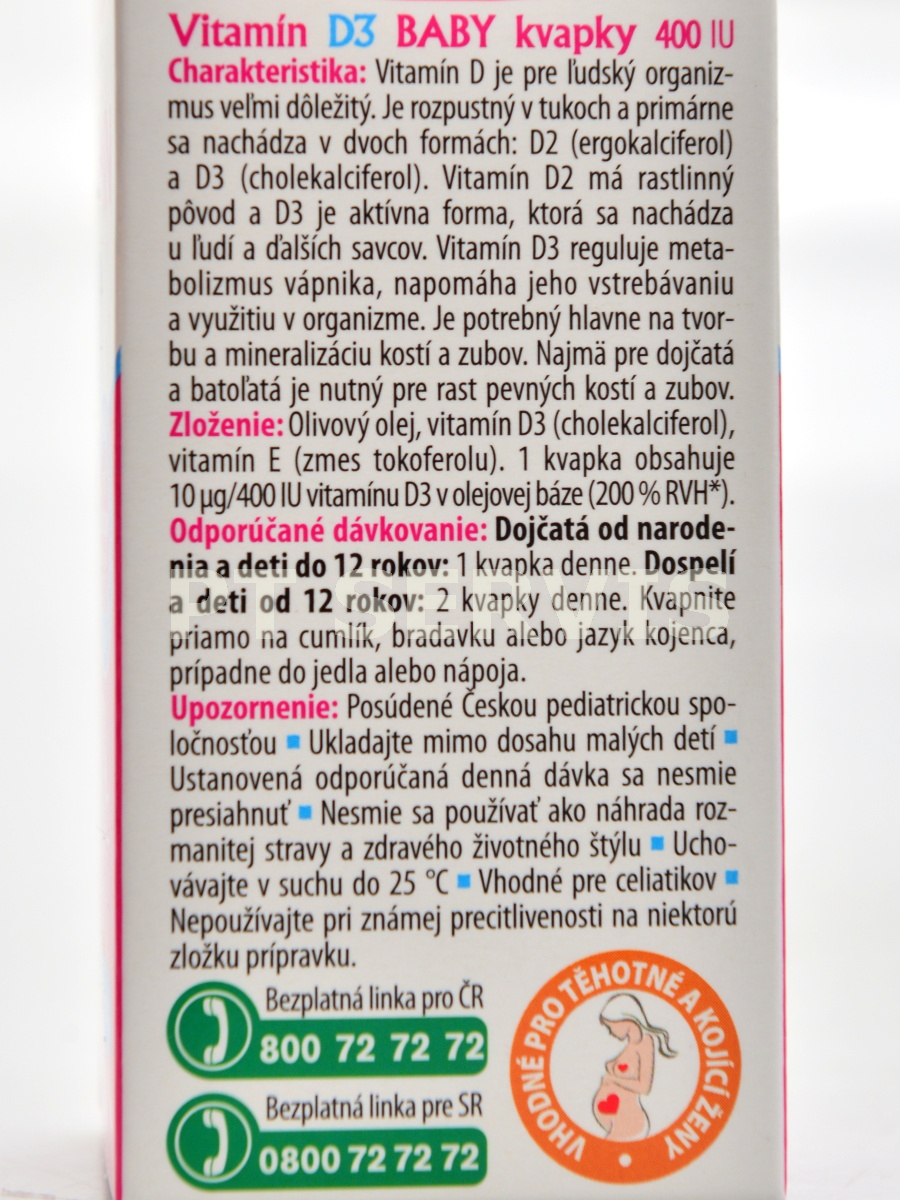 Vitamín D3 BABY kvapky 400 IU
Charakteristika: Vitamín D je pre ľudský organiz-
mus veľmi dôležitý. Je rozpustný v tukoch a primárne
sa nachádza v dvoch formách: D2 (ergokalciferol)
a D3 (cholekalciferol). Vitamín D2 má rastlinný
pôvod a D3 je aktívna forma, ktorá sa nachádza
u ľudí a ďalších savcov. Vitamín D3 reguluje meta-
bolizmus vápnika, napomáha jeho vstrebávaniu
a využitiu v organizme. Je potrebný hlavne na tvor-
bu a mineralizáciu kostí a zubov. Najmä pre dojčatá
a batoľatá je nutný pre rast pevných kostí a zubov.
Zloženie: Olivový olej, vitamín D3 (cholekalciferol),
vitamín E (zmes tokoferolu). 1 kvapka obsahuje
10 µg/400 IU vitamínu D3 v olejovej báze (200 % RVH*).
Odporúčané dávkovanie: Dojčatá od narode-
nia a deti do 12 rokov: 1 kvapka denne. Dospelí
a deti od 12 rokov: 2 kvapky denne. Kvapnite
priamo na cumlík, bradavku alebo jazyk kojenca,
prípadne do jedla alebo nápoja.
Upozornenie: Posúdené Českou pediatrickou spo-
ločnosťou ▪ Ukladajte mimo dosahu malých detí ▪
Ustanovená odporúčaná denná dávka sa nesmie
presiahnuť ▪ Nesmie sa používať ako náhrada roz-
manitej stravy a zdravého životného štýlu ▪ Ucho-
vávajte v suchu do 25 °C ▪ Vhodné pre celiatikov ▪
Nepoužívajte pri známej precitlivenosti na niektorú
zložku prípravku.
Bezplatná linka pro ČR
800 72 72 72
Bezplatná linka pre SR
0800 72 72 72
VHODNÉ PRO TĚHOTNÉ A KOJÍCÍ ŽENY
PT SERVIS